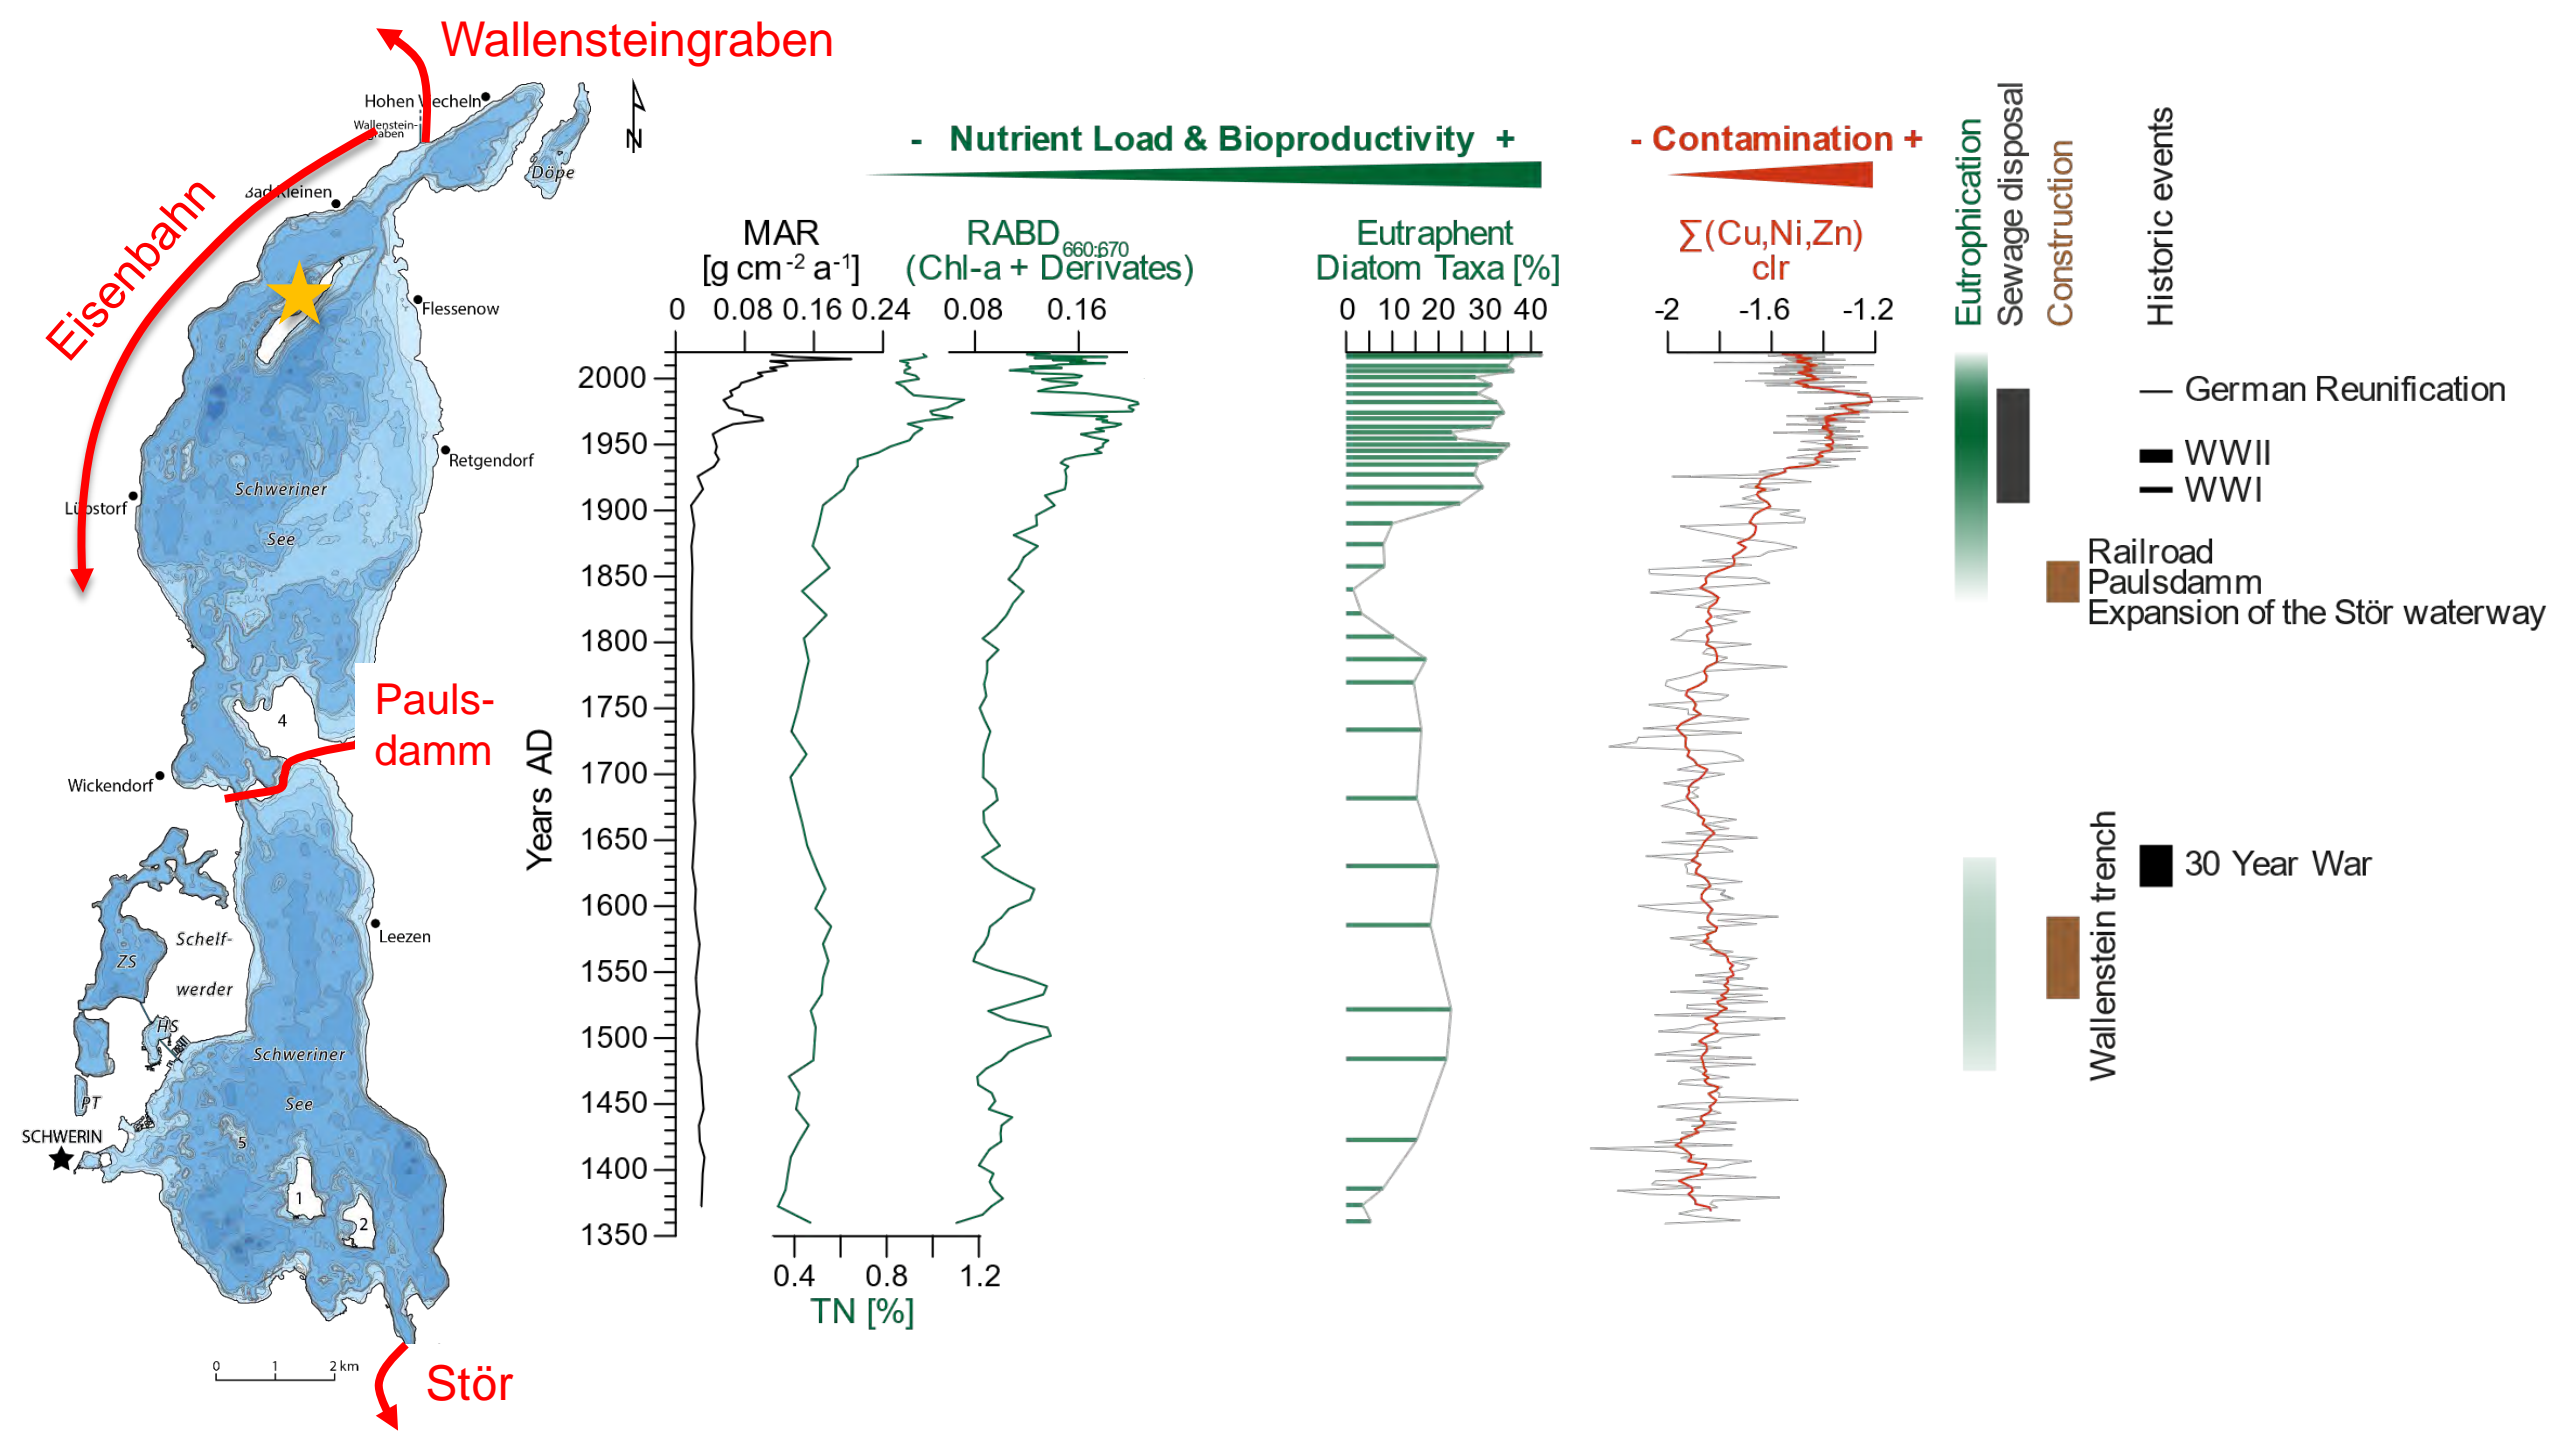 Wallensteingraben
Hohen Viecheln
Wallenstein-
graben
Döpe
Bad Kleinen
Eisenbahn
Flessenow
Retgendorf
Lübstorf
Schweriner
See
4
Pauls-
damm
Wickendorf
Leezen
Schelf-
werder
ZS
HS
Schweriner
See
PT
SCHWERIN
5
1
2
0 1 2 km
Stör
N
- Nutrient Load & Bioproductivity +
- Contamination +
MAR
[g cm-2 a-1]
0 0.08 0.16 0.24
RABD660;670
(Chl-a + Derivates)
0.08 0.16
Eutraphent
Diatom Taxa [%]
0 10 20 30 40
∑(Cu,Ni,Zn)
clr
-2 -1.6 -1.2
Eutrophication
Sewage disposal
Construction
Historic events
Years AD
2000
1950
1900
1850
1800
1750
1700
1650
1600
1550
1500
1450
1400
1350
0.4 0.8 1.2
TN [%]
German Reunification
WWII
WWI
Railroad
Paulsdamm
Expansion of the Stör waterway
Wallenstein trench
30 Year War